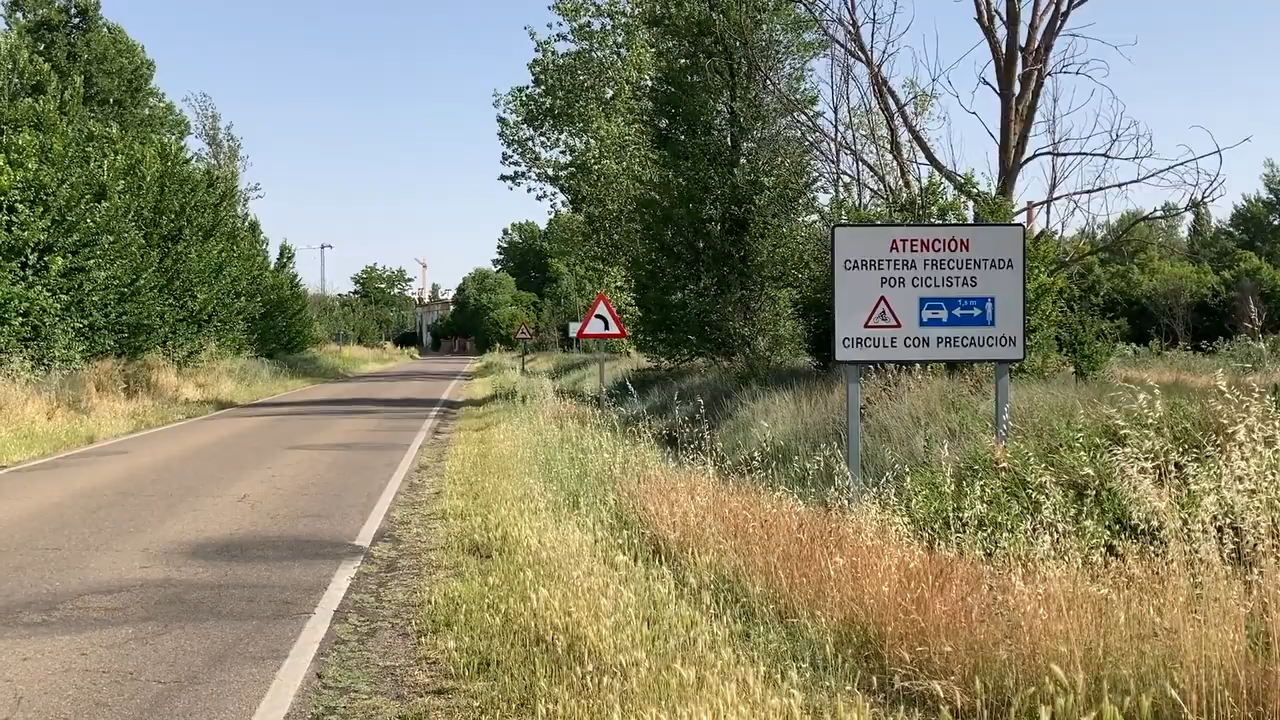 ATENCIÓN
CARRETERA FRECUENTADA
POR CICLISTAS
1,5 m
CIRCULE CON PRECAUCIÓN